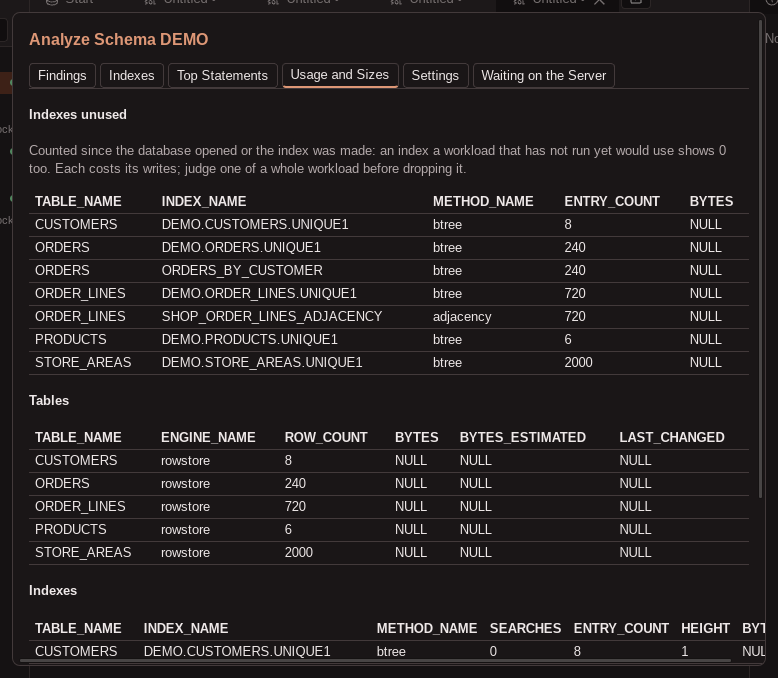 Start Untitled Untitled Untitled Untitled
Analyze Schema DEMO
Findings Indexes Top Statements Usage and Sizes Settings Waiting on the Server
Indexes unused
Counted since the database opened or the index was made: an index a workload that has not run yet would use shows 0
too. Each costs its writes; judge one of a whole workload before dropping it.
TABLE_NAME INDEX_NAME METHOD_NAME ENTRY_COUNT BYTES
CUSTOMERS DEMO.CUSTOMERS.UNIQUE1 btree 8 NULL
ORDERS DEMO.ORDERS.UNIQUE1 btree 240 NULL
ORDERS ORDERS_BY_CUSTOMER btree 240 NULL
ORDER_LINES DEMO.ORDER_LINES.UNIQUE1 btree 720 NULL
ORDER_LINES SHOP_ORDER_LINES_ADJACENCY adjacency 720 NULL
PRODUCTS DEMO.PRODUCTS.UNIQUE1 btree 6 NULL
STORE_AREAS DEMO.STORE_AREAS.UNIQUE1 btree 2000 NULL
Tables
TABLE_NAME ENGINE_NAME ROW_COUNT BYTES BYTES_ESTIMATED LAST_CHANGED
CUSTOMERS rowstore 8 NULL NULL NULL
ORDERS rowstore 240 NULL NULL NULL
ORDER_LINES rowstore 720 NULL NULL NULL
PRODUCTS rowstore 6 NULL NULL NULL
STORE_AREAS rowstore 2000 NULL NULL NULL
Indexes
TABLE_NAME INDEX_NAME METHOD_NAME SEARCHES ENTRY_COUNT HEIGHT BYT
CUSTOMERS DEMO.CUSTOMERS.UNIQUE1 btree 0 8 1 NUL